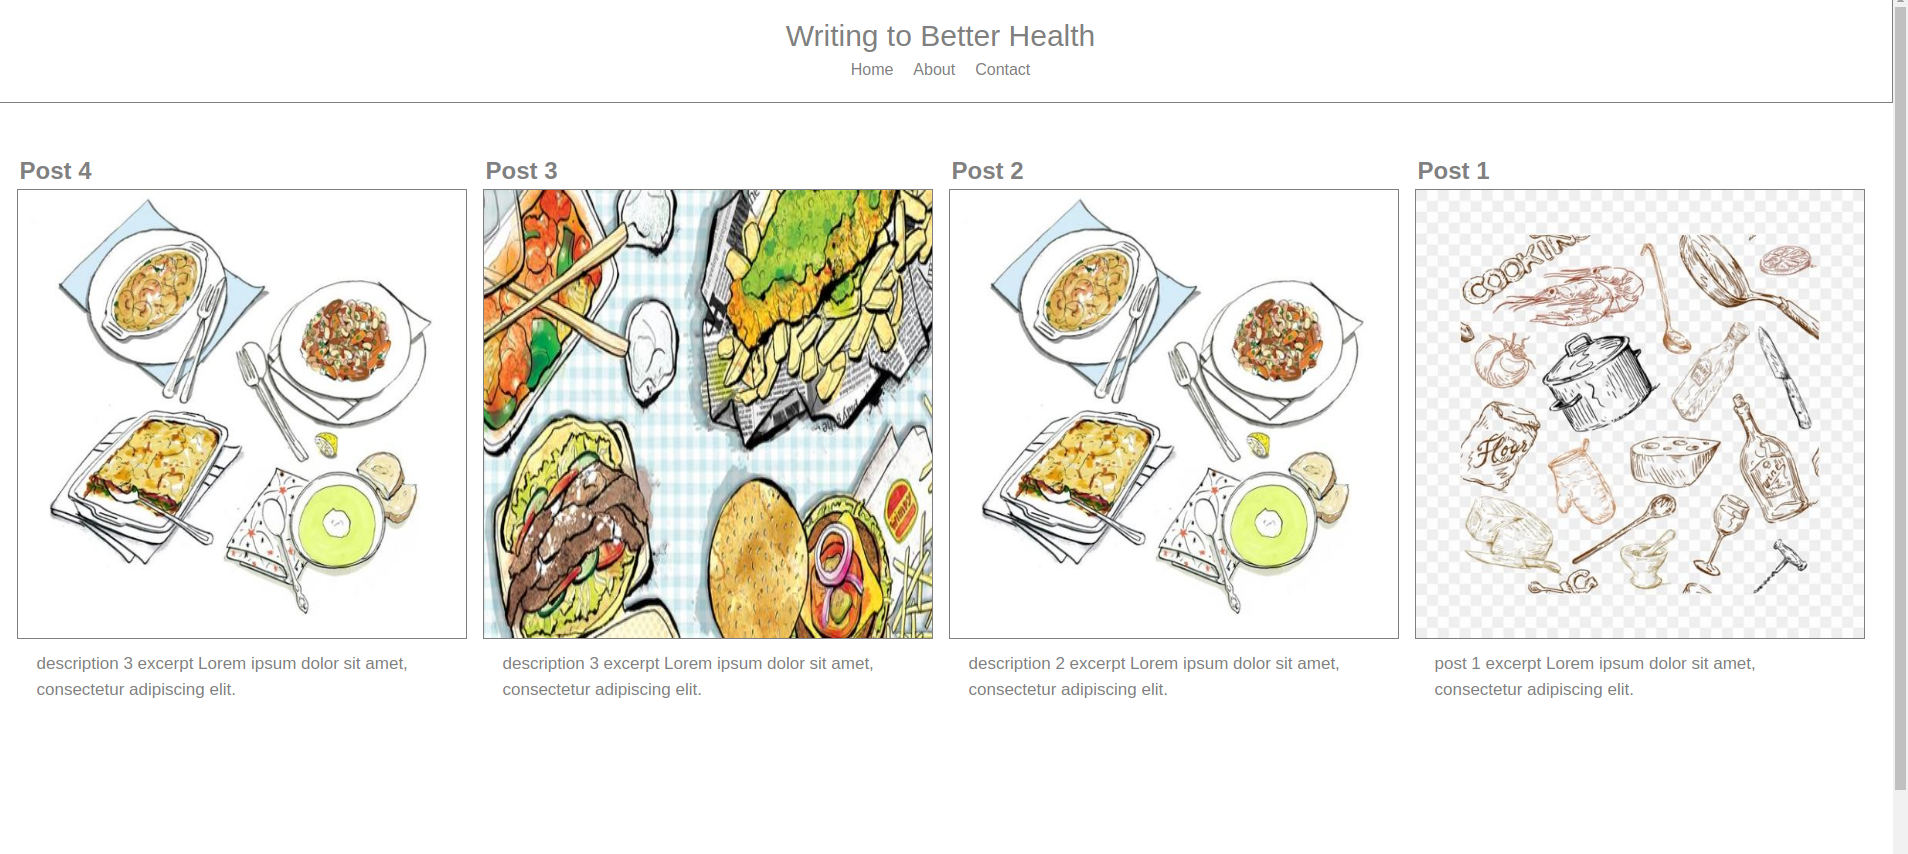 Writing to Better Health
Home About Contact
Post 4
Post 3
Post 2
Post 1
COOKIN
Flour
description 3 excerpt Lorem ipsum dolor sit amet,
consectetur adipiscing elit.
description 3 excerpt Lorem ipsum dolor sit amet,
consectetur adipiscing elit.
description 2 excerpt Lorem ipsum dolor sit amet,
consectetur adipiscing elit.
post 1 excerpt Lorem ipsum dolor sit amet,
consectetur adipiscing elit.